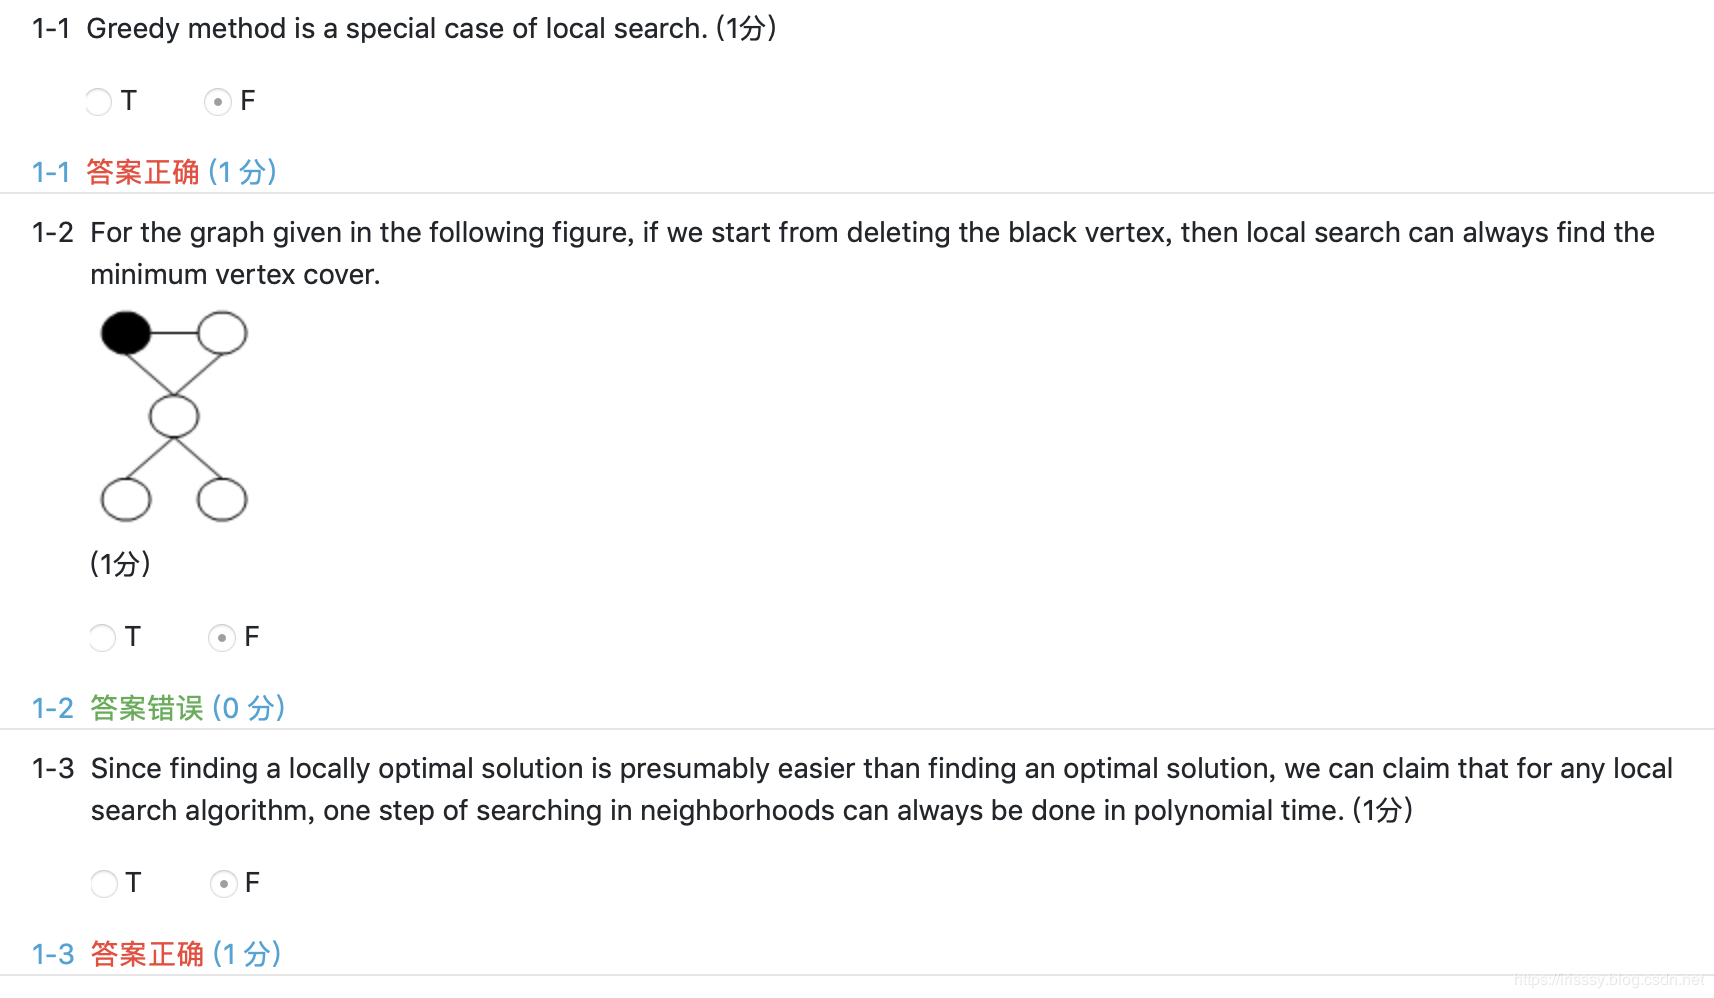 1-1 Greedy method is a special case of local search. (1分)
T F
1-1 答案正确 (1 分)
1-2 For the graph given in the following figure, if we start from deleting the black vertex, then local search can always find the
minimum vertex cover.
(1分)
T F
1-2 答案错误 (0 分)
1-3 Since finding a locally optimal solution is presumably easier than finding an optimal solution, we can claim that for any local
search algorithm, one step of searching in neighborhoods can always be done in polynomial time. (1分)
T F
1-3 答案正确 (1 分)
https://irisssy.blog.csdn.net